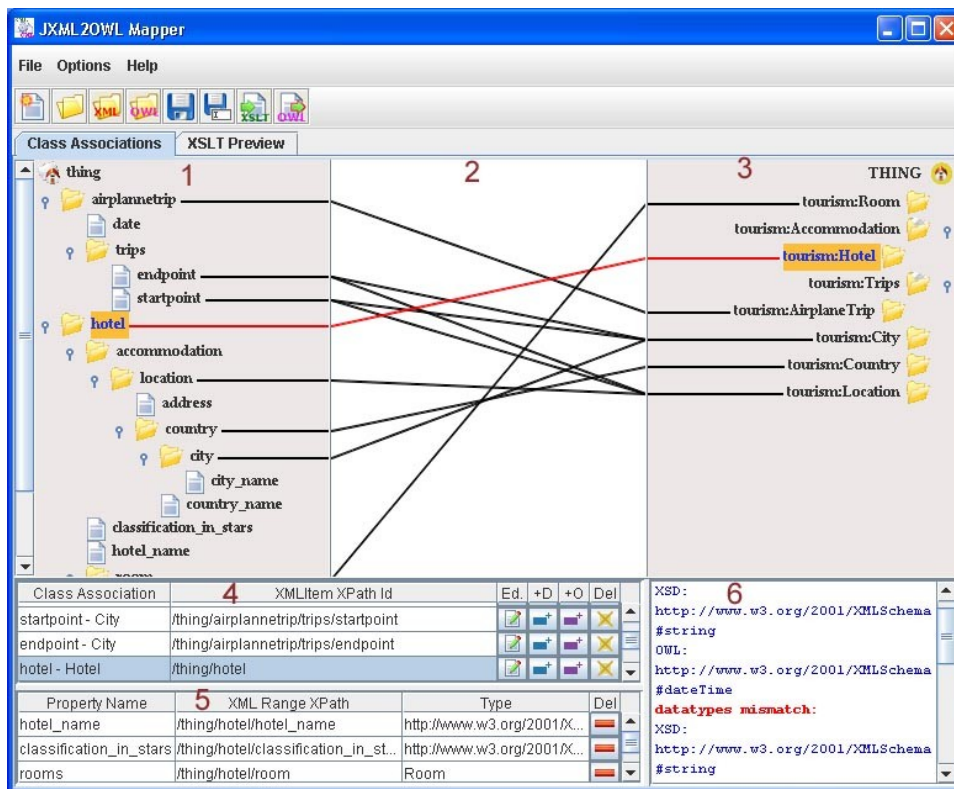 JXML2OWL Mapper
File Options Help
XML OWL XSLT OWL
Class Associations XSLT Preview
1 2 3
thing
airplannetrip
date
trips
endpoint
startpoint
hotel
accommodation
location
address
country
city
city_name
country_name
classification_in_stars
hotel_name
room
THING
tourism:Room
tourism:Accommodation
tourism:Hotel
tourism:Trips
tourism:AirplaneTrip
tourism:City
tourism:Country
tourism:Location
Class Association 4 XMLItem XPath Id Ed. +D +O Del
startpoint - City /thing/airplannetrip/trips/startpoint
endpoint - City /thing/airplannetrip/trips/endpoint
hotel - Hotel /thing/hotel
Property Name 5 XML Range XPath Type Del
hotel_name /thing/hotel/hotel_name http://www.w3.org/2001/X...
classification_in_stars /thing/hotel/classification_in_st... http://www.w3.org/2001/X...
rooms /thing/hotel/room Room
6
XSD:
http://www.w3.org/2001/XMLSchema
#string
OWL:
http://www.w3.org/2001/XMLSchema
#dateTime
datatypes mismatch:
XSD:
http://www.w3.org/2001/XMLSchema
#string